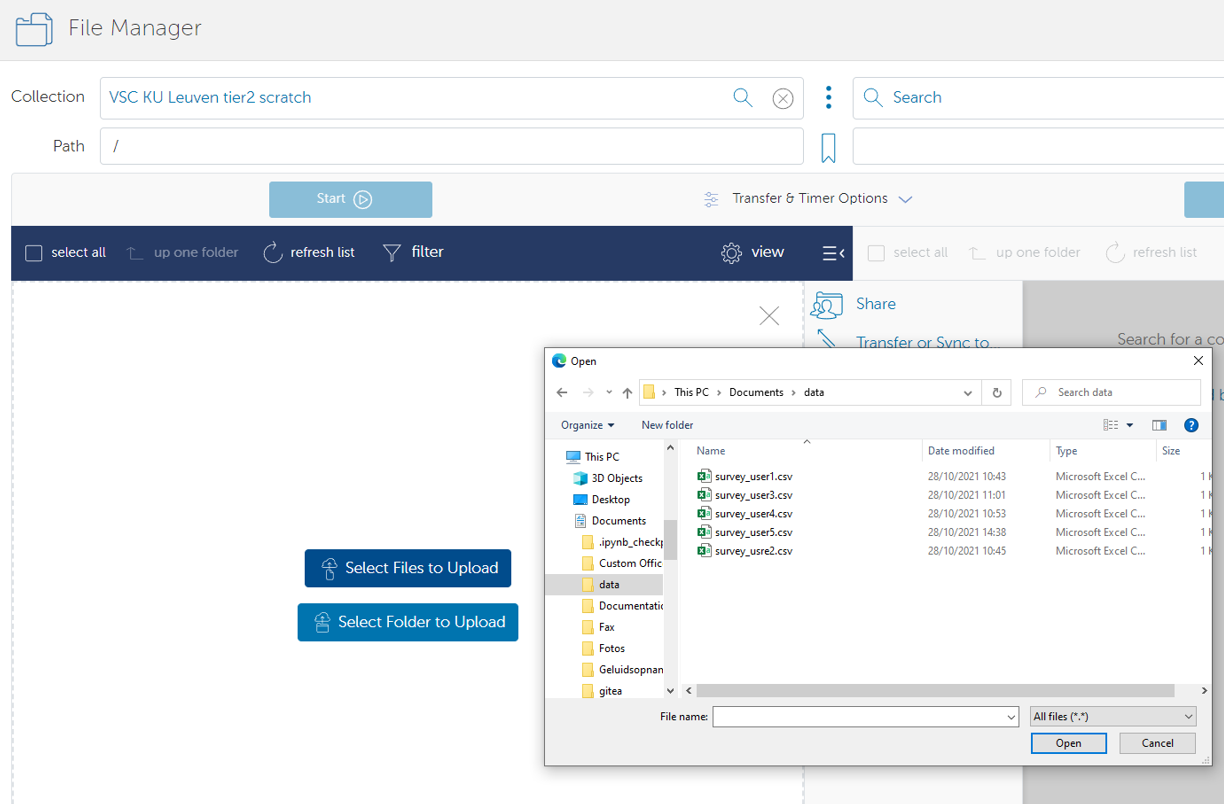 File Manager
Collection VSC KU Leuven tier2 scratch Search
Path /
Start Transfer & Timer Options
select all up one folder refresh list filter view select all up one folder refresh list
Share
Transfer or Sync to...
Search for a co
Select Files to Upload
Select Folder to Upload
Open
This PC > Documents > data Search data
Organize New folder
This PC
3D Objects
Desktop
Documents
.ipynb_checkp
Custom Offic
data
Documentatio
Fax
Fotos
Geluidsopnan
gitea
Name Date modified Type Size
survey_user1.csv 28/10/2021 10:43 Microsoft Excel C... 1 K
survey_user3.csv 28/10/2021 11:01 Microsoft Excel C... 1 K
survey_user4.csv 28/10/2021 10:53 Microsoft Excel C... 1 K
survey_user5.csv 28/10/2021 14:38 Microsoft Excel C... 1 K
survey_usre2.csv 28/10/2021 10:45 Microsoft Excel C... 1 K
File name: All files (*.*)
Open Cancel